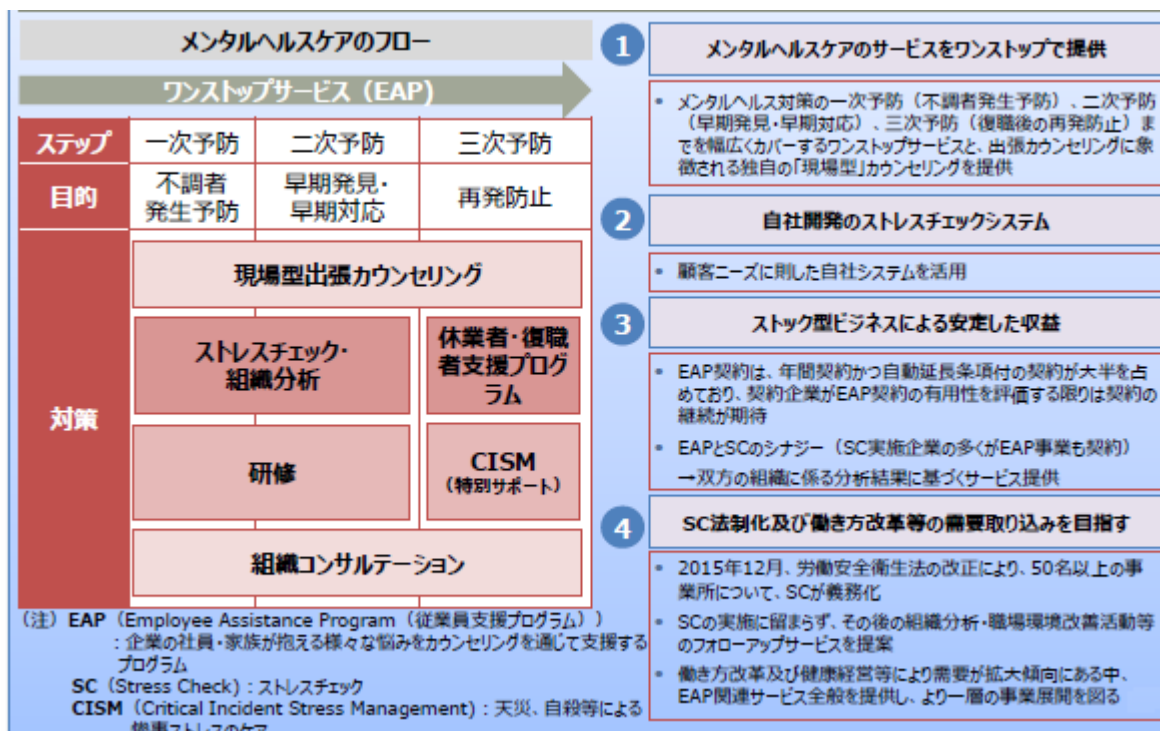 メンタルヘルスケアのフロー
ワンストップサービス（EAP）
ステップ
一次予防
二次予防
三次予防
目的
不調者
発生予防
早期発見・
早期対応
再発防止
対策
現場型出張カウンセリング
ストレスチェック・
組織分析
休業者・復職
者支援プログ
ラム
研修
CISM
（特別サポート）
組織コンサルテーション
（注）EAP（Employee Assistance Program（従業員支援プログラム））
：企業の社員・家族が抱える様々な悩みをカウンセリングを通じて支援する
プログラム
SC（Stress Check）: ストレスチェック
CISM（Critical Incident Stress Management）: 天災、自殺等による
惨事ストレスのケア
1
メンタルヘルスケアのサービスをワンストップで提供
• メンタルヘルス対策の一次予防（不調者発生予防）、二次予防
（早期発見・早期対応）、三次予防（復職後の再発防止）ま
でを幅広くカバーするワンストップサービスと、出張カウンセリングに象
徴される独自の「現場型」カウンセリングを提供
2
自社開発のストレスチェックシステム
• 顧客ニーズに則した自社システムを活用
3
ストック型ビジネスによる安定した収益
• EAP契約は、年間契約かつ自動延長条項付の契約が大半を占
めており、契約企業がEAP契約の有用性を評価する限りは契約の
継続が期待
• EAPとSCのシナジー（SC実施企業の多くがEAP事業も契約）
→双方の組織に係る分析結果に基づくサービス提供
4
SC法制化及び働き方改革等の需要取り込みを目指す
• 2015年12月、労働安全衛生法の改正により、50名以上の事
業所について、SCが義務化
• SCの実施に留まらず、その後の組織分析・職場環境改善活動等
のフォローアップサービスを提案
• 働き方改革及び健康経営等により需要が拡大傾向にある中、
EAP関連サービス全般を提供し、より一層の事業展開を図る